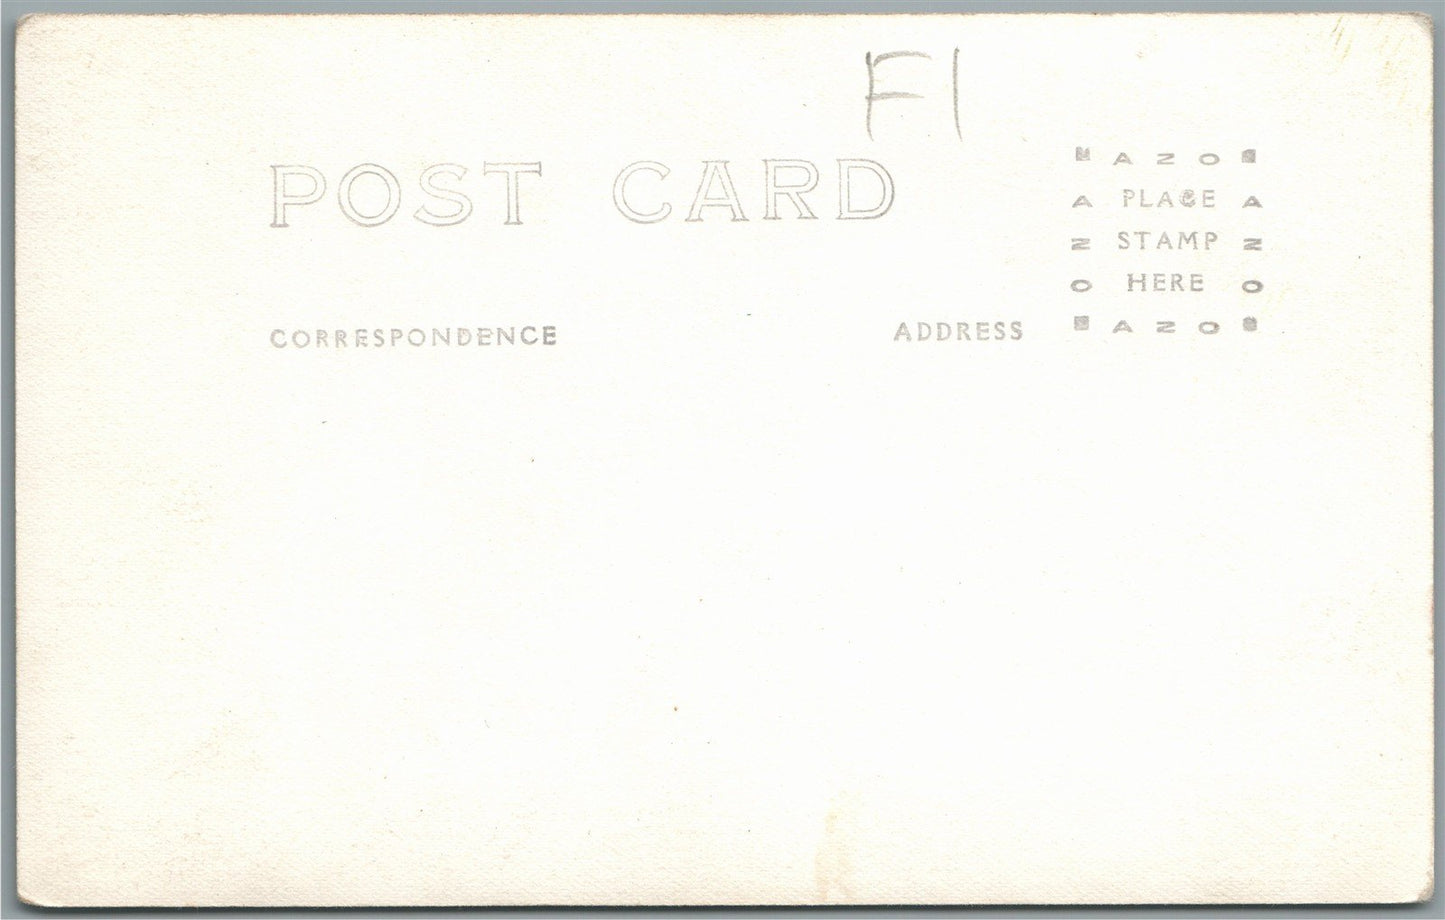 F1
POST CARD
AZO
A PLACE A
Z STAMP Z
O HERE O
AZO
CORRESPONDENCE
ADDRESS